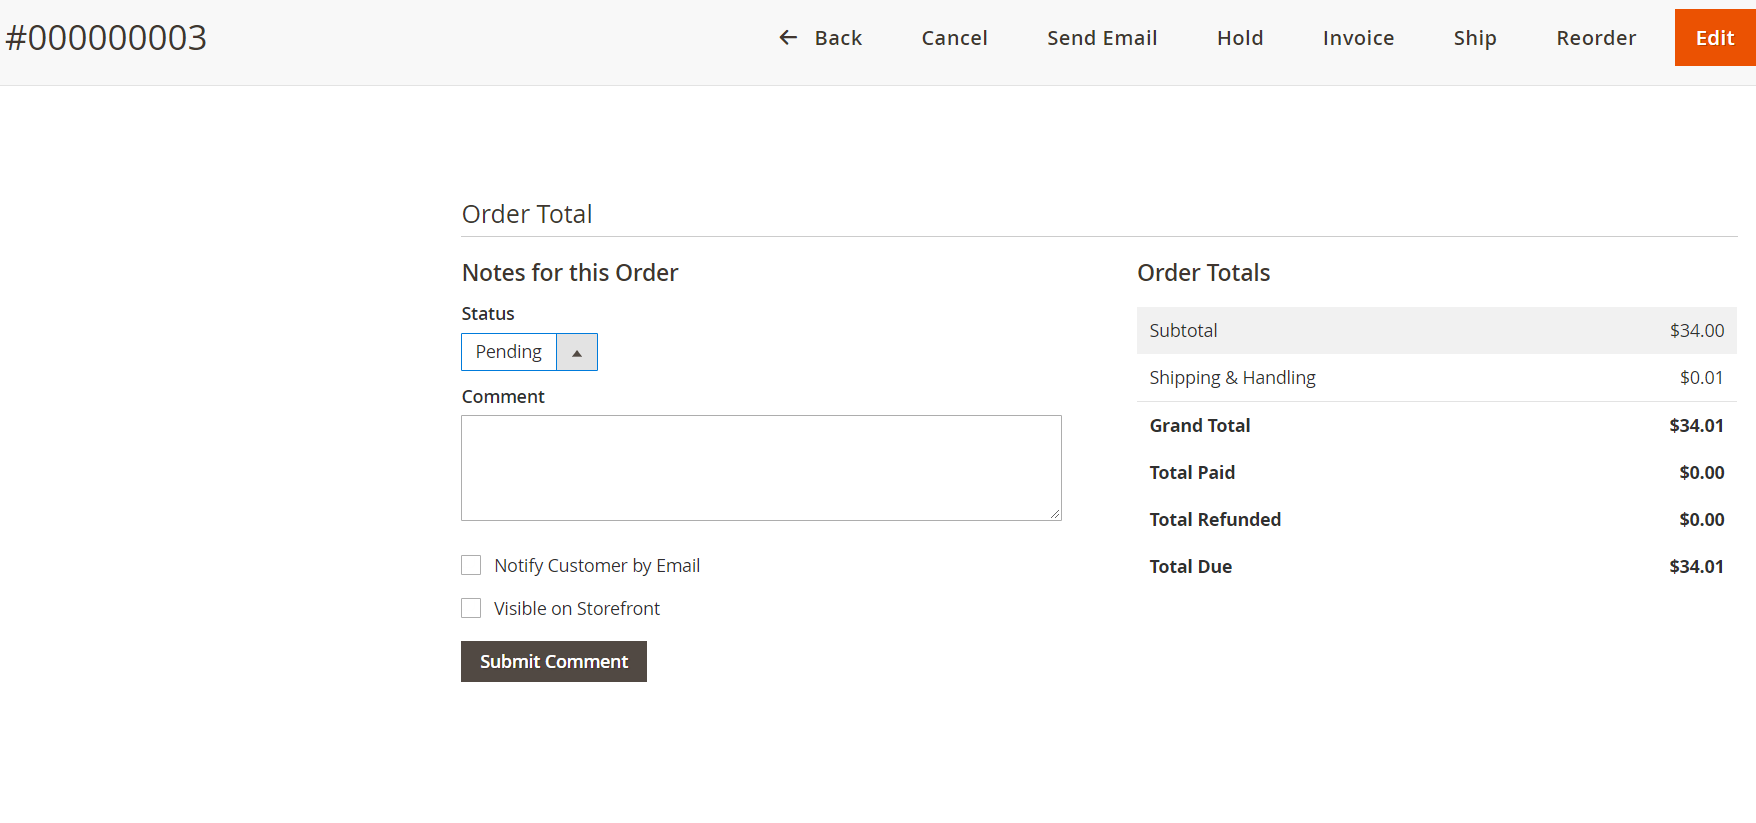 #000000003
← Back Cancel Send Email Hold Invoice Ship Reorder Edit
Order Total
Notes for this Order
Status
Pending
Comment
Notify Customer by Email
Visible on Storefront
Submit Comment
Order Totals
Subtotal $34.00
Shipping & Handling $0.01
Grand Total $34.01
Total Paid $0.00
Total Refunded $0.00
Total Due $34.01